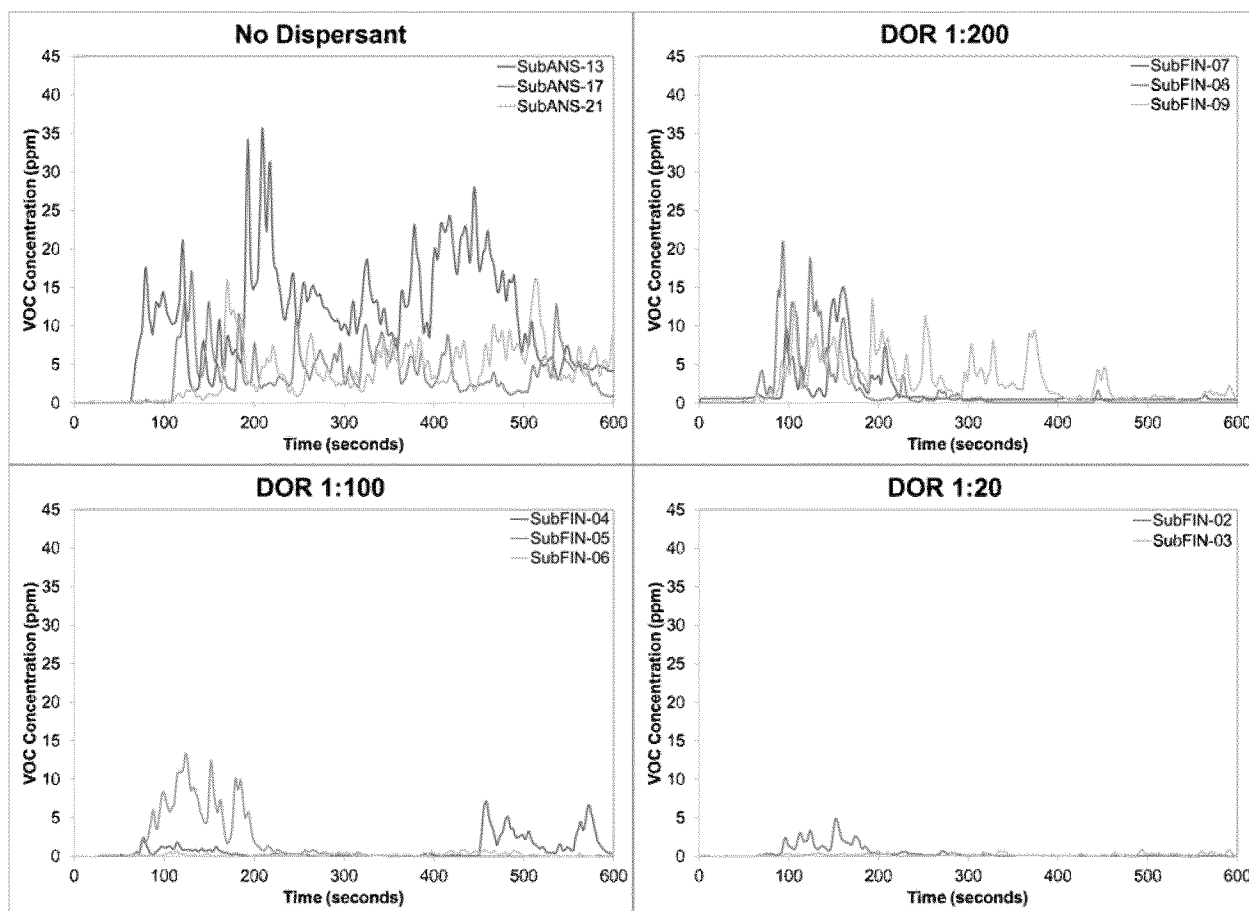 No Dispersant
45
40
35
30
25
20
15
10
5
0
VOC Concentration (ppm)
SubANS-13
SubANS-17
SubANS-21
0 100 200 300 400 500 600
Time (seconds)
DOR 1:200
45
40
35
30
25
20
15
10
5
0
VOC Concentration (ppm)
SubFIN-07
SubFIN-08
SubFIN-09
0 100 200 300 400 500 600
Time (seconds)
DOR 1:100
45
40
35
30
25
20
15
10
5
0
VOC Concentration (ppm)
SubFIN-04
SubFIN-05
SubFIN-06
0 100 200 300 400 500 600
Time (seconds)
DOR 1:20
45
40
35
30
25
20
15
10
5
0
VOC Concentration (ppm)
SubFIN-02
SubFIN-03
0 100 200 300 400 500 600
Time (seconds)